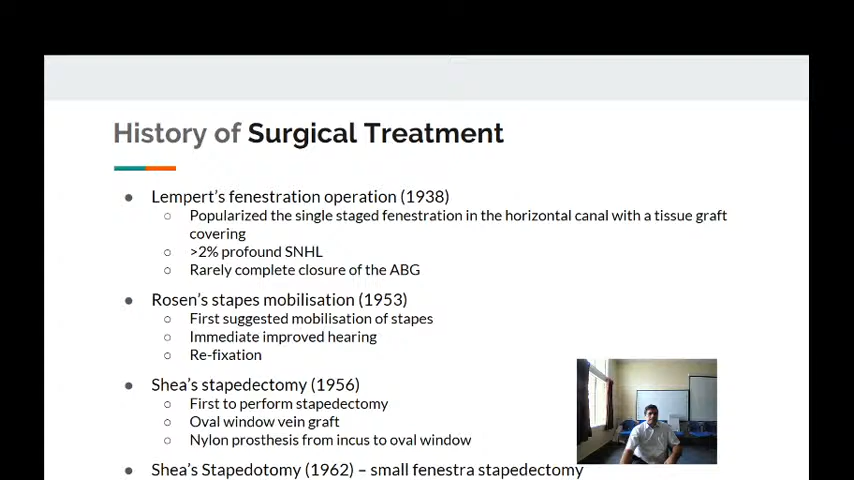 History of Surgical Treatment
● Lempert's fenestration operation (1938)
○ Popularized the single staged fenestration in the horizontal canal with a tissue graft
covering
○ >2% profound SNHL
○ Rarely complete closure of the ABG
● Rosen's stapes mobilisation (1953)
○ First suggested mobilisation of stapes
○ Immediate improved hearing
○ Re-fixation
● Shea's stapedectomy (1956)
○ First to perform stapedectomy
○ Oval window vein graft
○ Nylon prosthesis from incus to oval window
● Shea's Stapedotomy (1962) – small fenestra stapedectomy